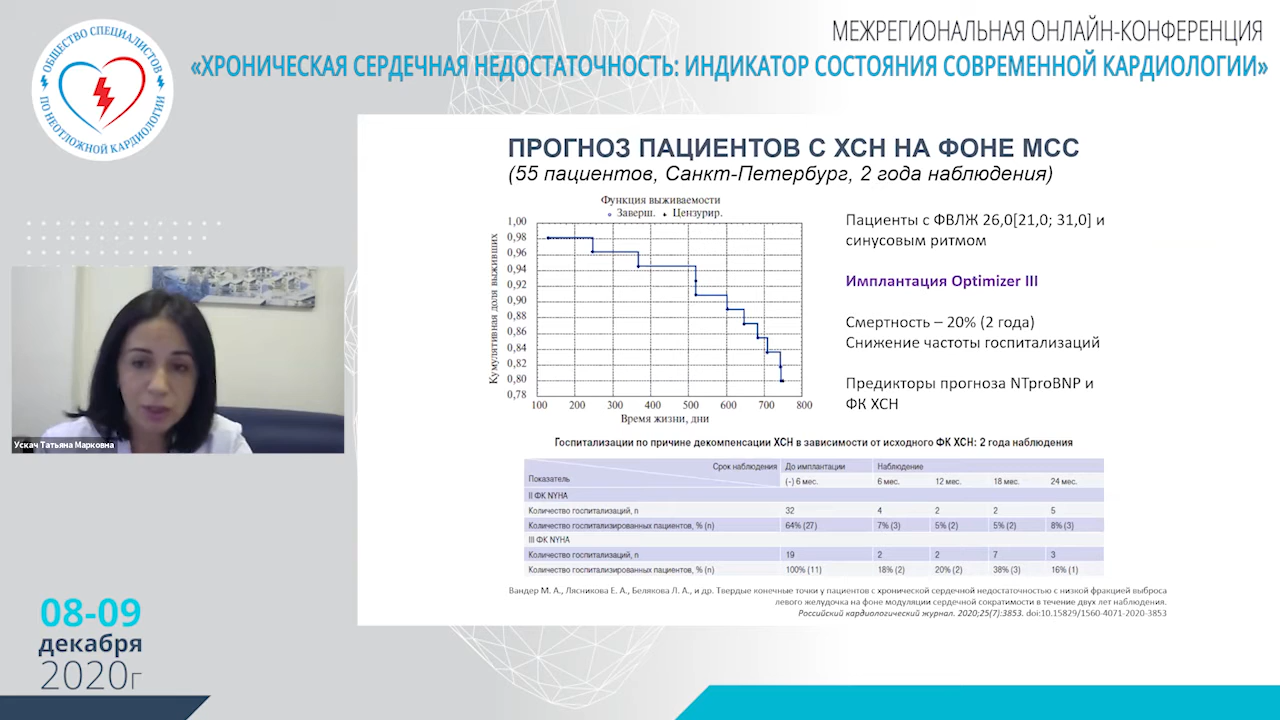 ОБЩЕСТВО СПЕЦИАЛИСТОВ
ПО НЕОТЛОЖНОЙ КАРДИОЛОГИИ
МЕЖРЕГИОНАЛЬНАЯ ОНЛАЙН-КОНФЕРЕНЦИЯ
«ХРОНИЧЕСКАЯ СЕРДЕЧНАЯ НЕДОСТАТОЧНОСТЬ: ИНДИКАТОР СОСТОЯНИЯ СОВРЕМЕННОЙ КАРДИОЛОГИИ»
ПРОГНОЗ ПАЦИЕНТОВ С ХСН НА ФОНЕ МСС
(55 пациентов, Санкт-Петербург, 2 года наблюдения)
Функция выживаемости
Заверш. Цензурир.
Кумулятивная доля выживших
1,00
0,98
0,96
0,94
0,92
0,90
0,88
0,86
0,84
0,82
0,80
0,78
100 200 300 400 500 600 700 800
Время жизни, дни
Пациенты с ФВЛЖ 26,0[21,0; 31,0] и
синусовым ритмом
Имплантация Optimizer III
Смертность – 20% (2 года)
Снижение частоты госпитализаций
Предикторы прогноза NTproBNP и
ФК ХСН
Госпитализации по причине декомпенсации ХСН в зависимости от исходного ФК ХСН: 2 года наблюдения
Срок наблюдения До имплантации Наблюдение
Показатель (-) 6 мес. 6 мес. 12 мес. 18 мес. 24 мес.
II ФК NYHA
Количество госпитализаций, n 32 4 2 2 5
Количество госпитализированных пациентов, % (n) 64% (27) 7% (3) 5% (2) 5% (2) 8% (3)
III ФК NYHA
Количество госпитализаций, n 19 2 2 7 3
Количество госпитализированных пациентов, % (n) 100% (11) 18% (2) 20% (2) 38% (3) 16% (1)
Вандер М. А., Лясникова Е. А., Белякова Л. А., и др. Твердые конечные точки у пациентов с хронической сердечной недостаточностью с низкой фракцией выброса
левого желудочка на фоне модуляции сердечной сократимости в течение двух лет наблюдения.
Российский кардиологический журнал. 2020;25(7):3853. doi:10.15829/1560-4071-2020-3853
Ускач Татьяна Марковна
08-09
декабря
2020г